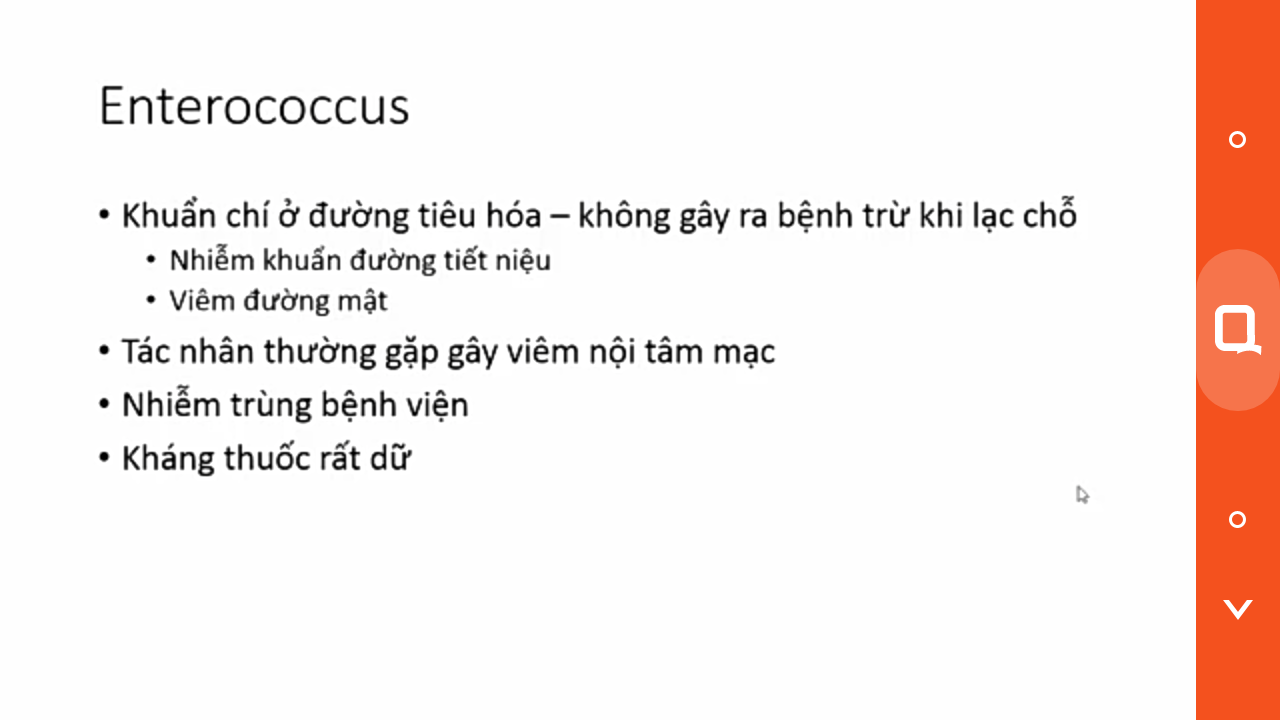 Enterococcus
• Khuẩn chí ở đường tiêu hóa – không gây ra bệnh trừ khi lạc chỗ
• Nhiễm khuẩn đường tiết niệu
• Viêm đường mật
• Tác nhân thường gặp gây viêm nội tâm mạc
• Nhiễm trùng bệnh viện
• Kháng thuốc rất dữ